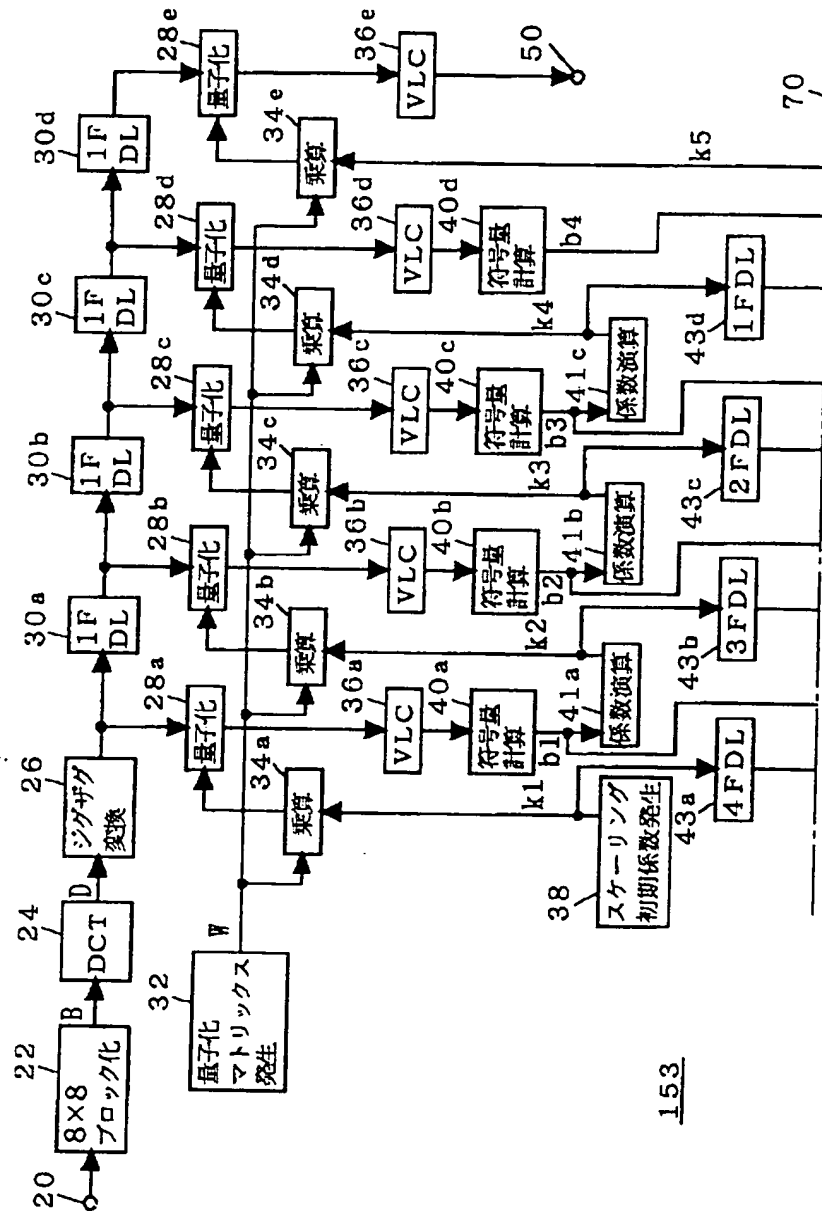 20
22
8×8
ブロック化
B
24
DCT
D
26
ジグザグ
変換
30a
1F
DL
30b
1F
DL
30c
1F
DL
30d
1F
DL
28a
量子化
28b
量子化
28c
量子化
28d
量子化
28e
量子化
32
量子化
マトリックス
発生
W
34a
乗算
34b
乗算
34c
乗算
34d
乗算
34e
乗算
36a
VLC
36b
VLC
36c
VLC
36d
VLC
36e
VLC
50
40a
符号量
計算
40b
符号量
計算
40c
符号量
計算
40d
符号量
計算
k1
b1
k2
b2
k3
b3
k4
b4
k5
38
スケーリング
初期係数発生
41a
係数演算
41b
係数演算
41c
係数演算
43a
4FDL
43b
3FDL
43c
2FDL
43d
1FDL
70
153